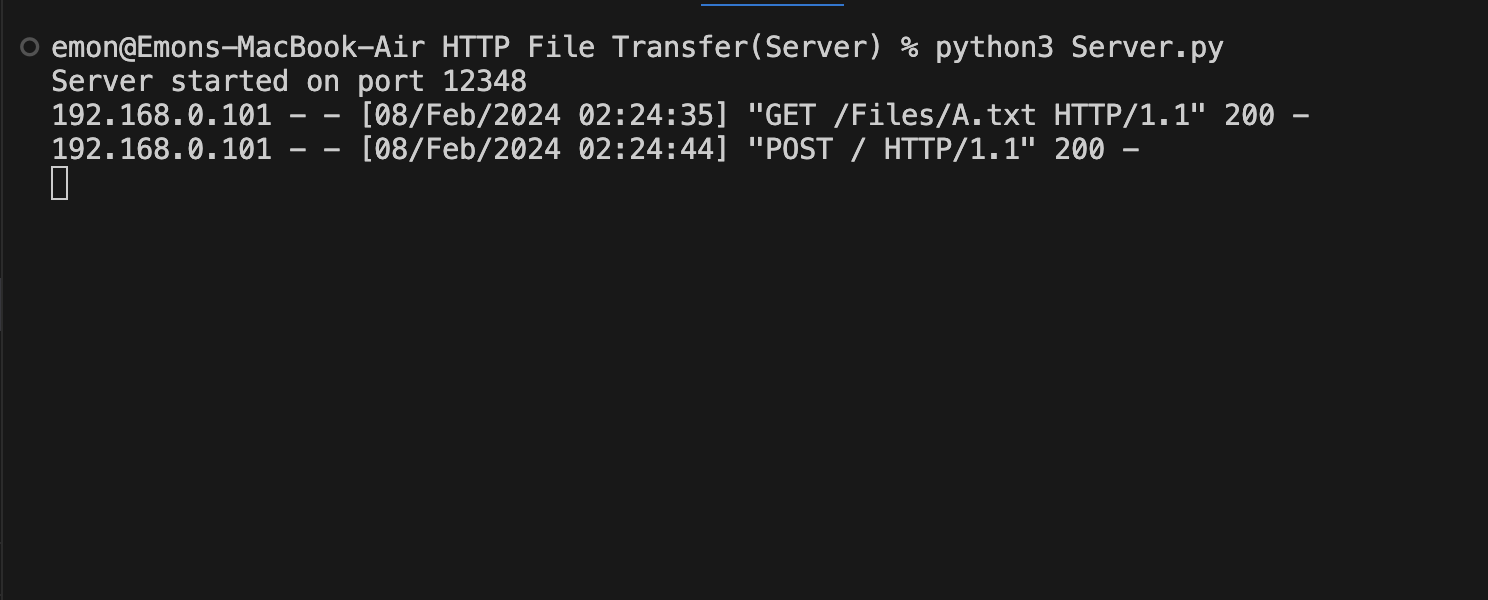 emon@Emons-MacBook-Air HTTP File Transfer(Server) % python3 Server.py
Server started on port 12348
192.168.0.101 - - [08/Feb/2024 02:24:35] "GET /Files/A.txt HTTP/1.1" 200 -
192.168.0.101 - - [08/Feb/2024 02:24:44] "POST / HTTP/1.1" 200 -